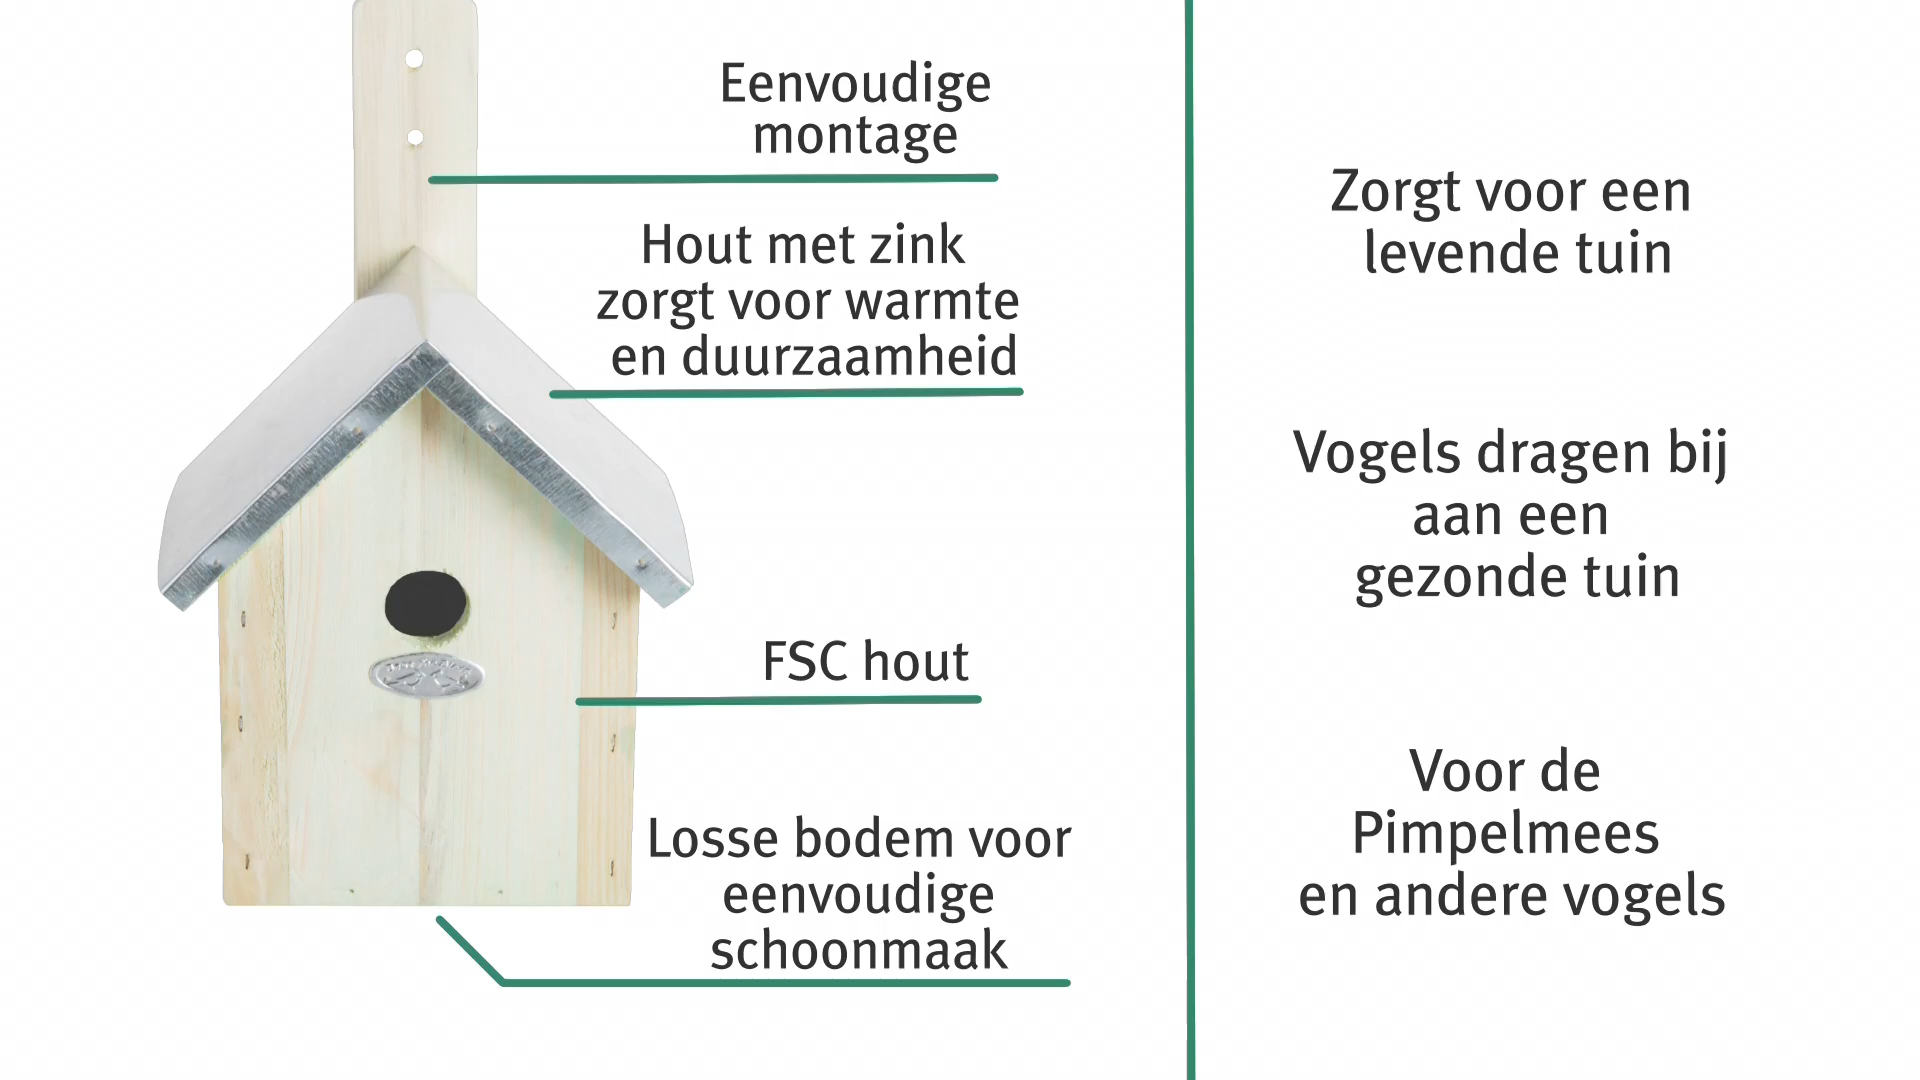 Eenvoudige
montage
Hout met zink
zorgt voor warmte
en duurzaamheid
FSC hout
Losse bodem voor
eenvoudige
schoonmaak
Zorgt voor een
levende tuin
Vogels dragen bij
aan een
gezonde tuin
Voor de
Pimpelmees
en andere vogels